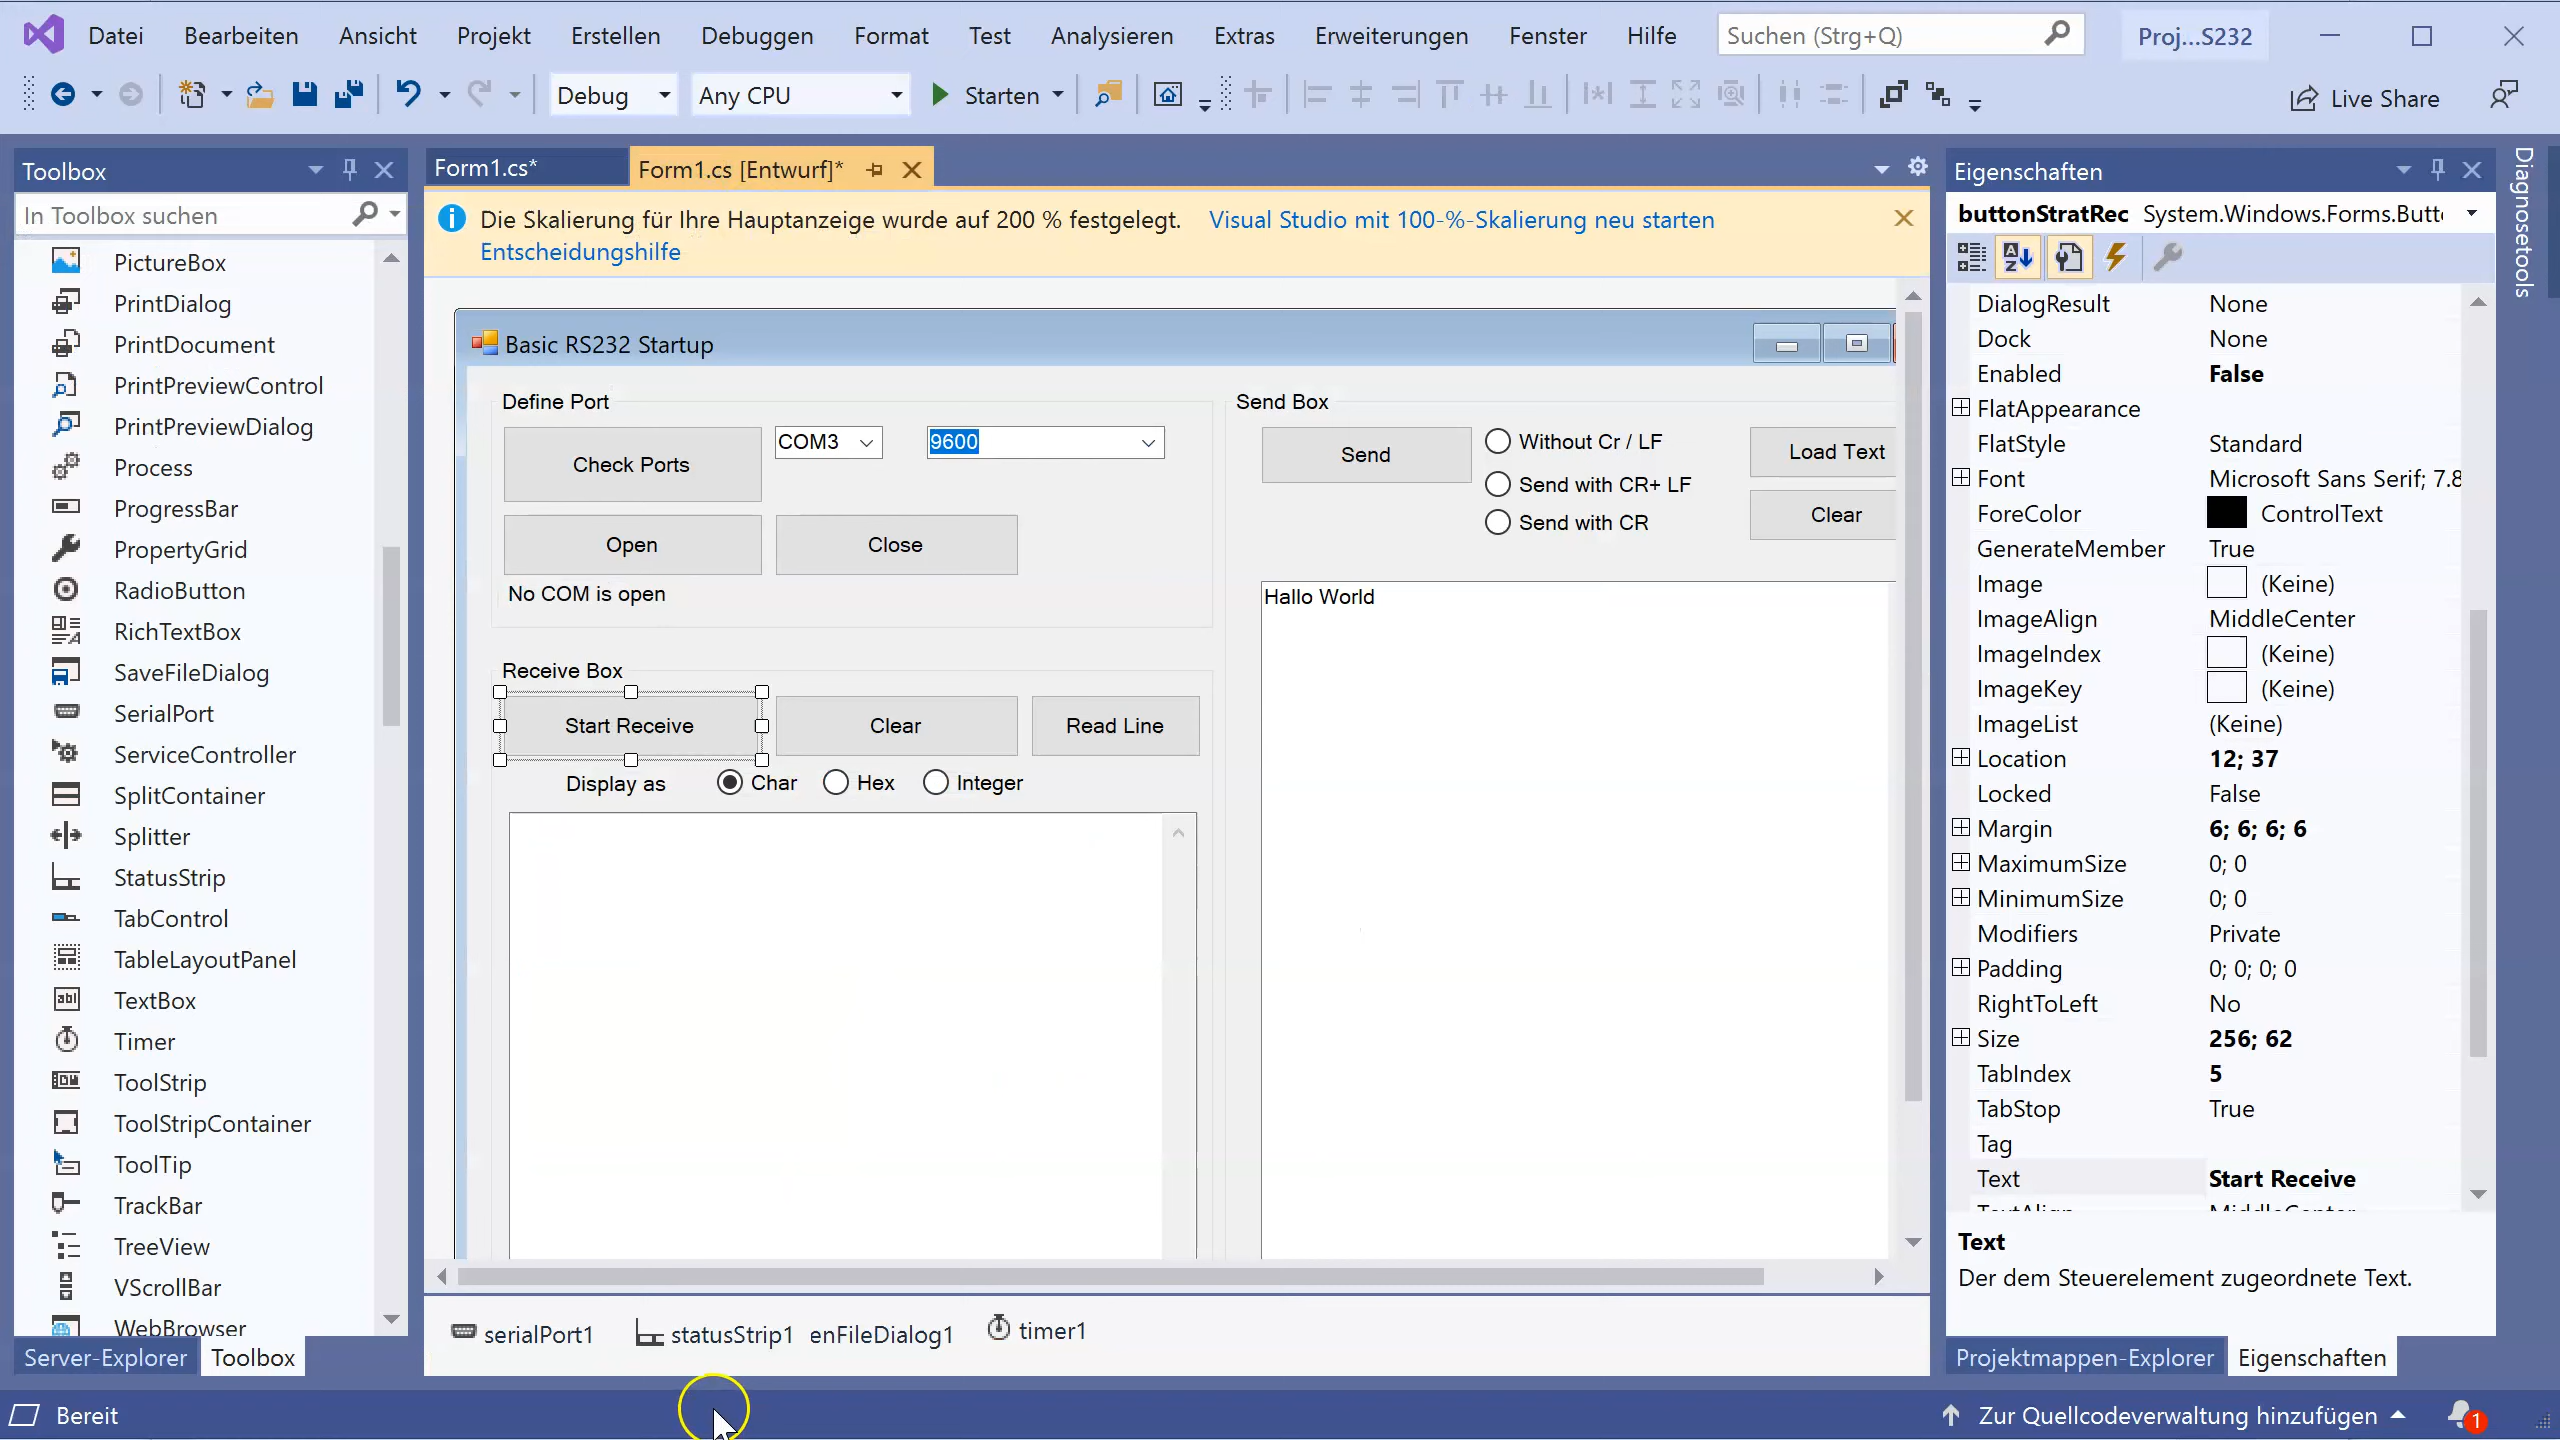 Datei Bearbeiten Ansicht Projekt Erstellen Debuggen Format Test Analysieren Extras Erweiterungen Fenster Hilfe Suchen (Strg+Q) Proj...S232
Debug Any CPU Starten Live Share
Toolbox
In Toolbox suchen
PictureBox
PrintDialog
PrintDocument
PrintPreviewControl
PrintPreviewDialog
Process
ProgressBar
PropertyGrid
RadioButton
RichTextBox
SaveFileDialog
SerialPort
ServiceController
SplitContainer
Splitter
StatusStrip
TabControl
TableLayoutPanel
TextBox
Timer
ToolStrip
ToolStripContainer
ToolTip
TrackBar
TreeView
VScrollBar
WebBrowser
Server-Explorer Toolbox
Form1.cs* Form1.cs [Entwurf]*
Die Skalierung für Ihre Hauptanzeige wurde auf 200 % festgelegt. Visual Studio mit 100-%-Skalierung neu starten
Entscheidungshilfe
Basic RS232 Startup
Define Port
Check Ports COM3 9600
Open Close
No COM is open
Receive Box
Start Receive Clear Read Line
Display as Char Hex Integer
Send Box
Send Without Cr / LF Load Text
Send with CR+ LF
Send with CR Clear
Hallo World
serialPort1 statusStrip1 enFileDialog1 timer1
Eigenschaften
buttonStratRec System.Windows.Forms.Butt
DialogResult None
Dock None
Enabled False
FlatAppearance
FlatStyle Standard
Font Microsoft Sans Serif; 7.8
ForeColor ControlText
GenerateMember True
Image (Keine)
ImageAlign MiddleCenter
ImageIndex (Keine)
ImageKey (Keine)
ImageList (Keine)
Location 12; 37
Locked False
Margin 6; 6; 6; 6
MaximumSize 0; 0
MinimumSize 0; 0
Modifiers Private
Padding 0; 0; 0; 0
RightToLeft No
Size 256; 62
TabIndex 5
TabStop True
Tag
Text Start Receive
TextAlign MiddleCenter
Text
Der dem Steuerelement zugeordnete Text.
Projektmappen-Explorer Eigenschaften
Diagnosetools
Bereit Zur Quellcodeverwaltung hinzufügen 1